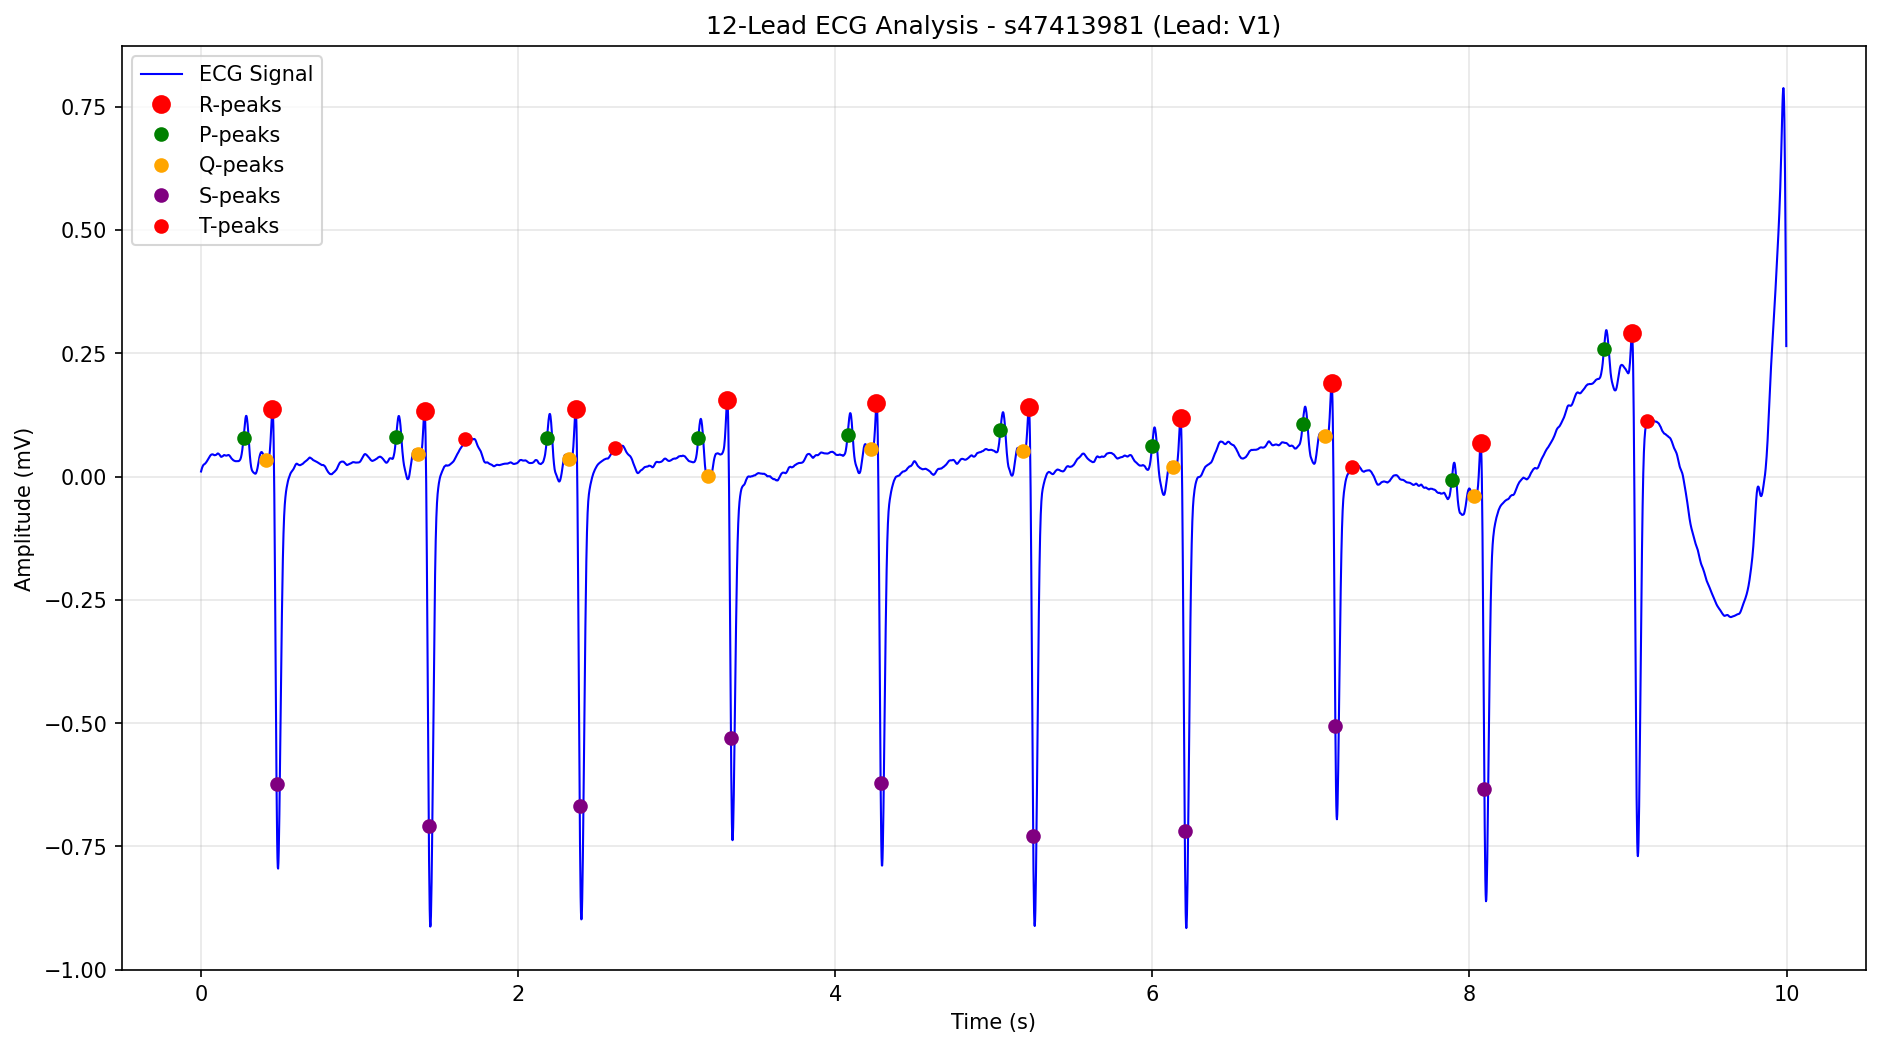 12-Lead ECG Analysis - s47413981 (Lead: V1)
ECG Signal
R-peaks
P-peaks
Q-peaks
S-peaks
T-peaks
Amplitude (mV)
0.75
0.50
0.25
0.00
−0.25
−0.50
−0.75
−1.00
0
2
4
6
8
10
Time (s)